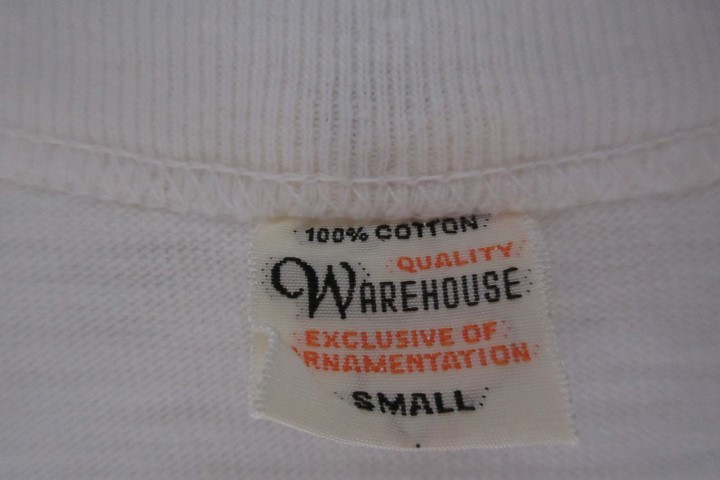 100% COTTON
QUALITY
WAREHOUSE
EXCLUSIVE OF
RNAMENTATION
SMALL